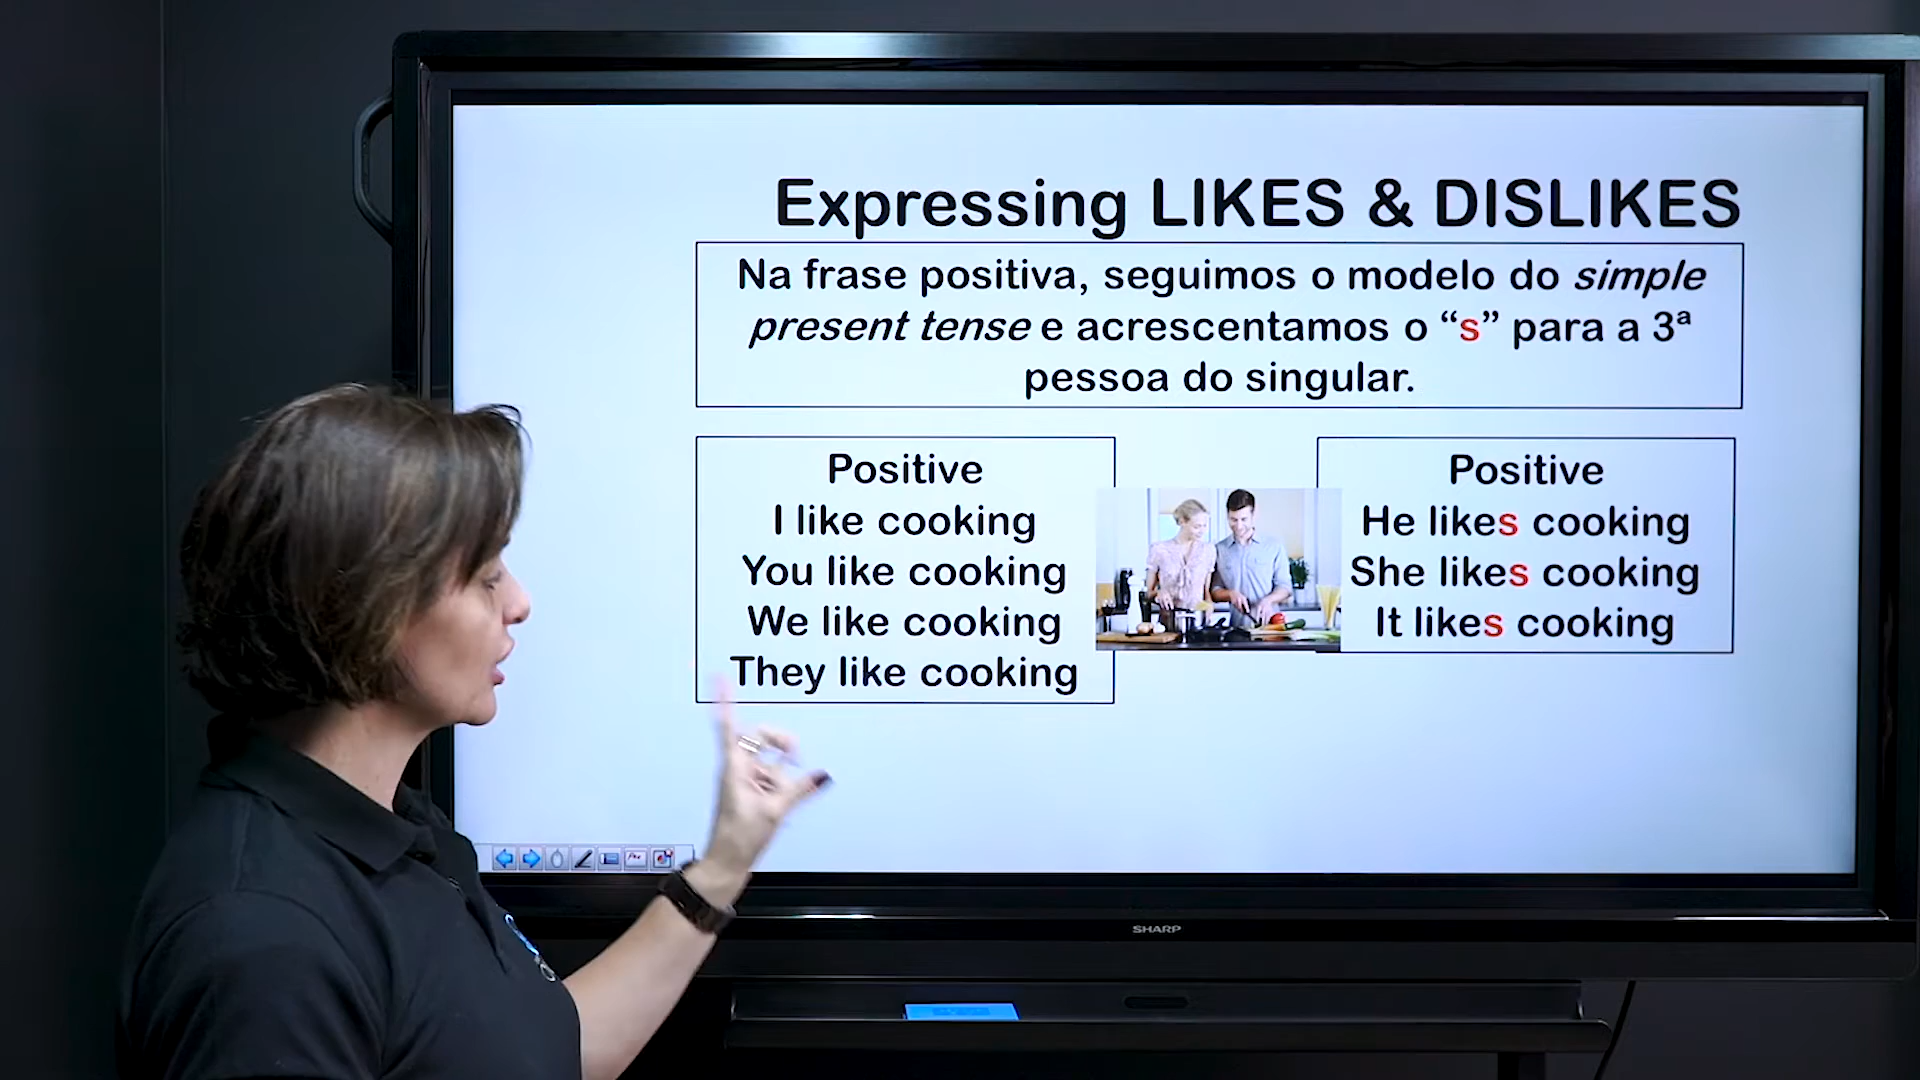 Expressing LIKES & DISLIKES
Na frase positiva, seguimos o modelo do simple
present tense e acrescentamos o “s” para a 3ª
pessoa do singular.
Positive
I like cooking
You like cooking
We like cooking
They like cooking
Positive
He likes cooking
She likes cooking
It likes cooking
SHARP